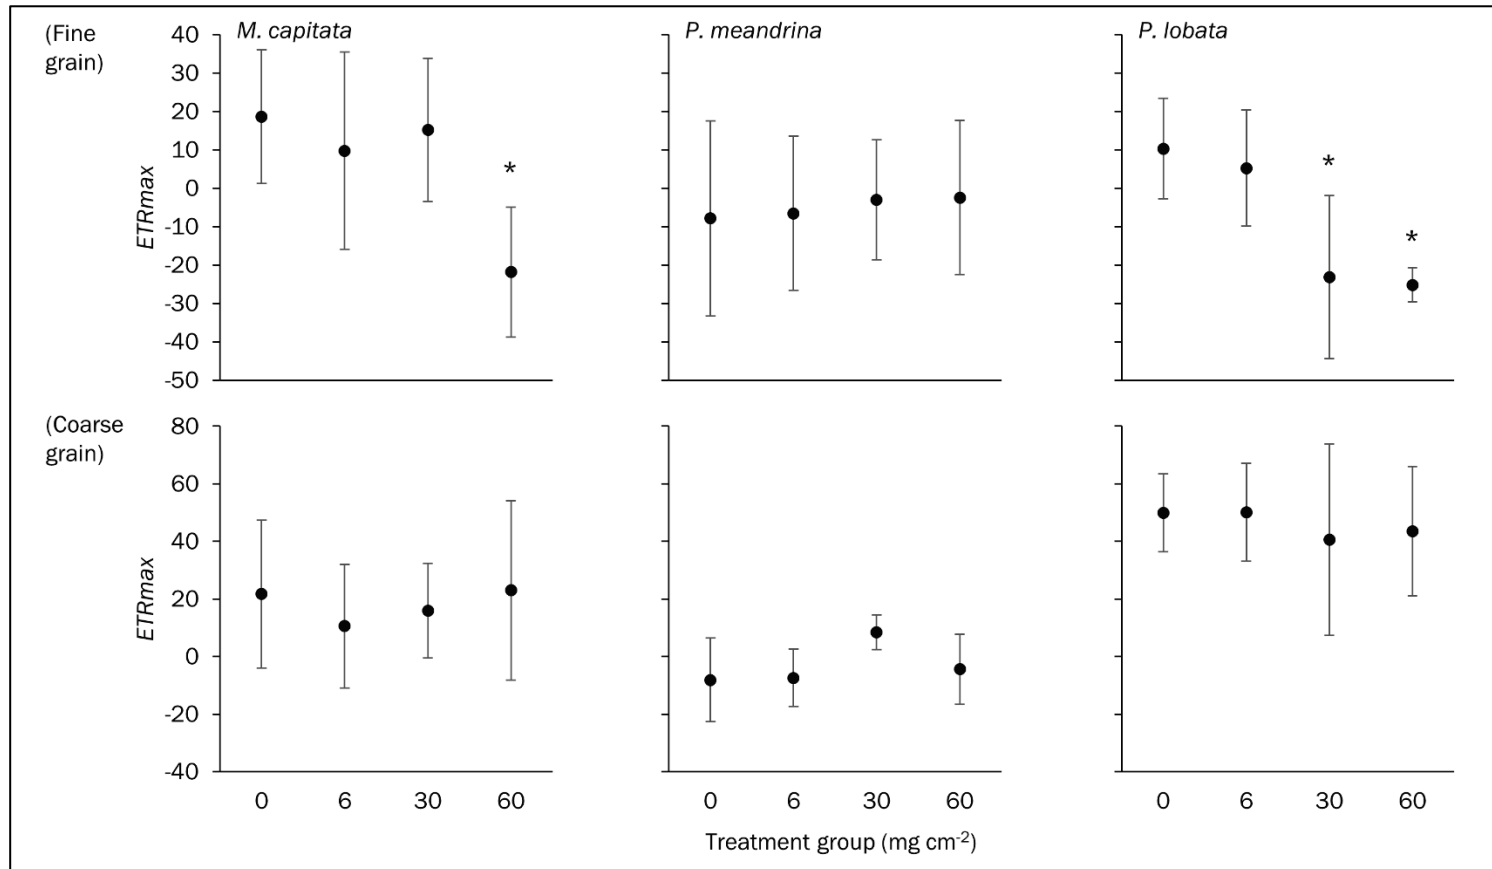 (Fine
grain)
M. capitata
P. meandrina
P. lobata
40
30
20
10
0
-10
-20
-30
-40
-50
ETRmax
*
*
*
(Coarse
grain)
80
60
40
20
0
-20
-40
ETRmax
0 6 30 60
0 6 30 60
0 6 30 60
Treatment group (mg cm-2)